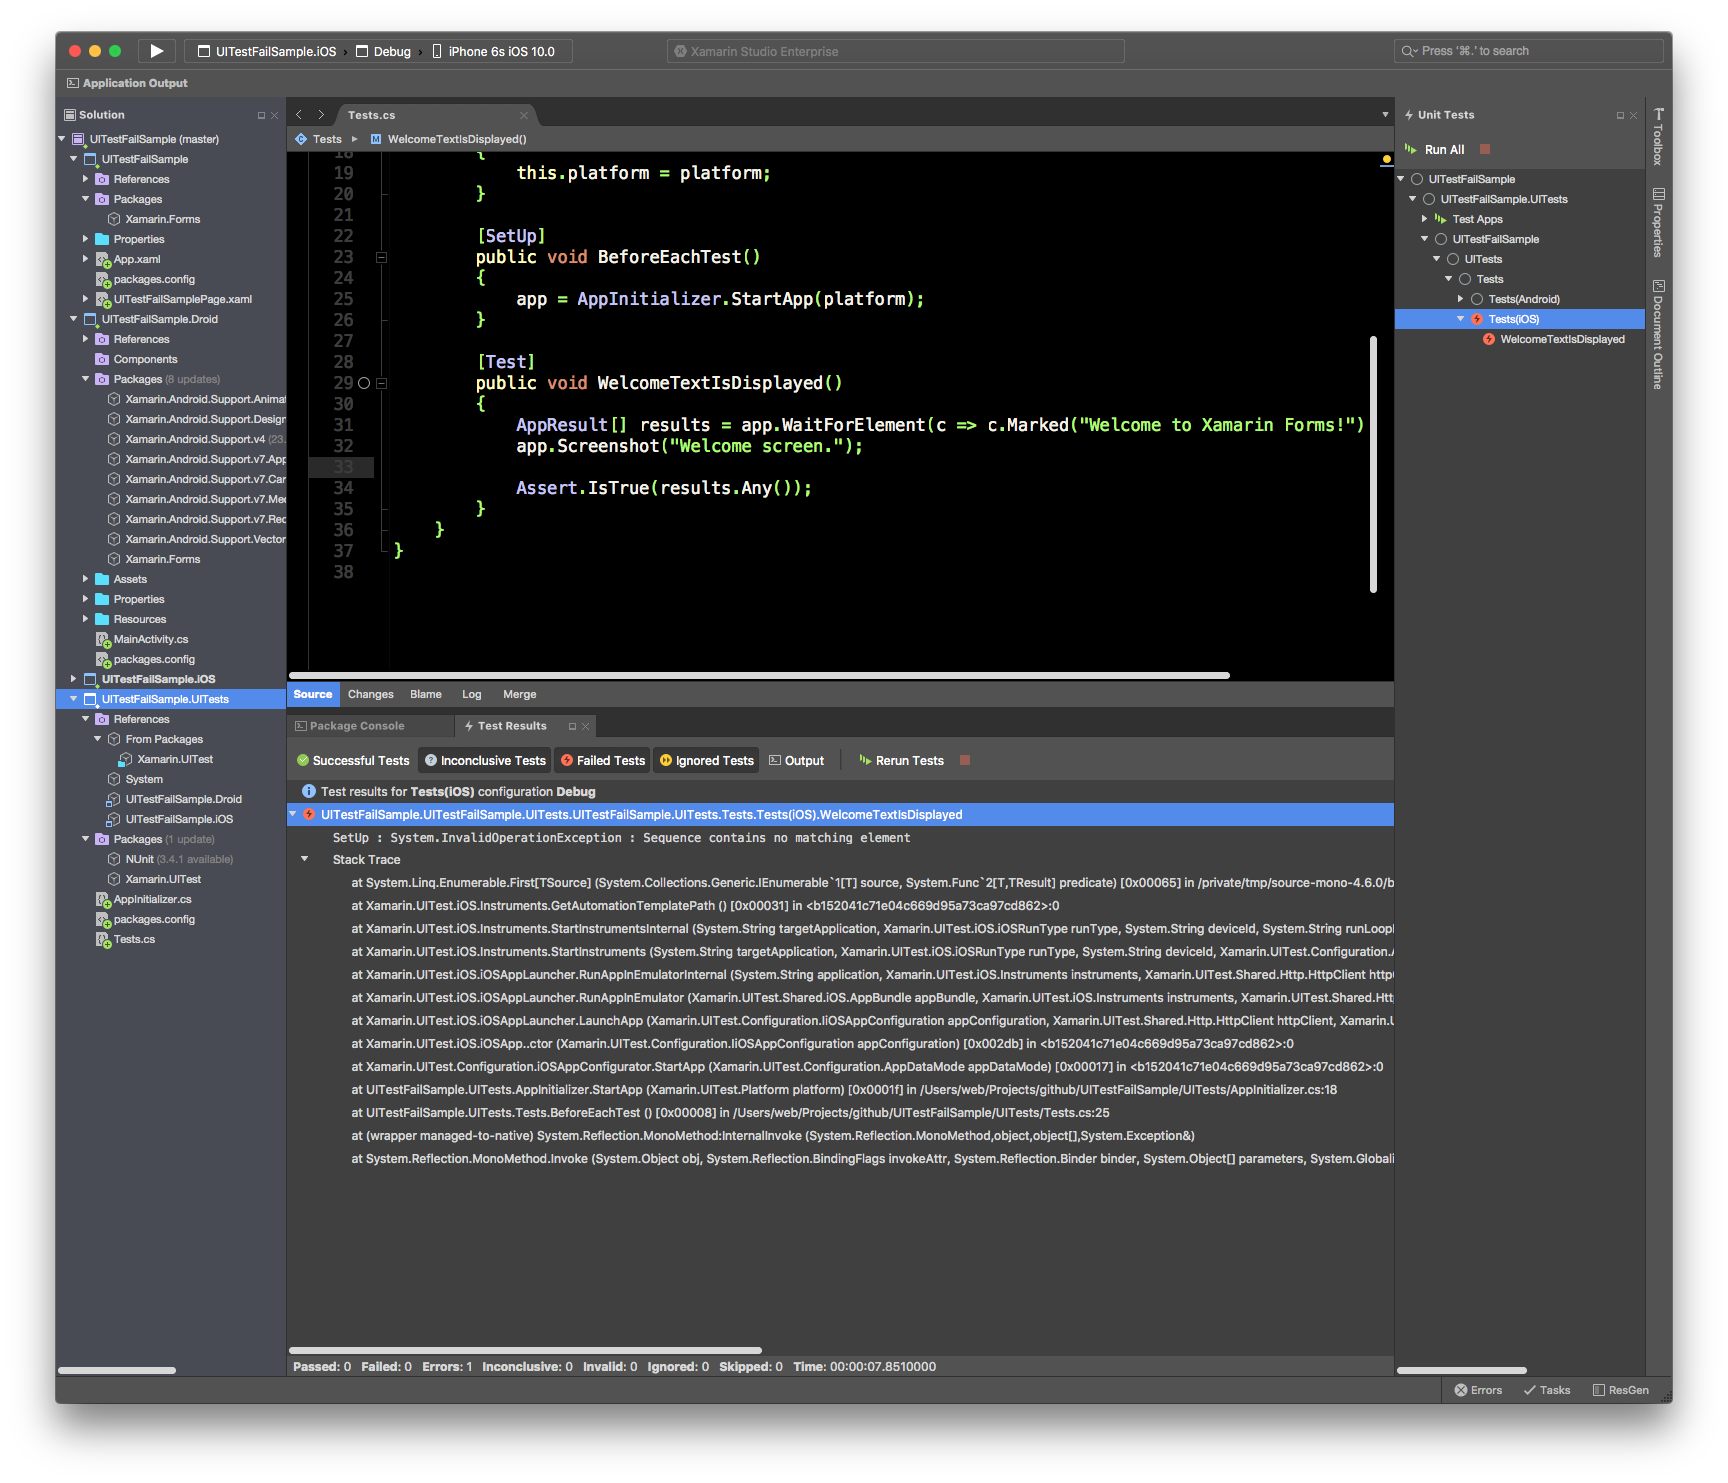 UITestFailSample.iOS › Debug › iPhone 6s iOS 10.0
Xamarin Studio Enterprise
Press '⌘.' to search
Application Output
Solution
UITestFailSample (master)
UITestFailSample
References
Packages
Xamarin.Forms
Properties
App.xaml
packages.config
UITestFailSamplePage.xaml
UITestFailSample.Droid
References
Components
Packages (8 updates)
Xamarin.Android.Support.Animat
Xamarin.Android.Support.Design
Xamarin.Android.Support.v4 (23.
Xamarin.Android.Support.v7.App
Xamarin.Android.Support.v7.Car
Xamarin.Android.Support.v7.Med
Xamarin.Android.Support.v7.Rec
Xamarin.Android.Support.Vector
Xamarin.Forms
Assets
Properties
Resources
MainActivity.cs
packages.config
UITestFailSample.iOS
UITestFailSample.UITests
References
From Packages
Xamarin.UITest
System
UITestFailSample.Droid
UITestFailSample.iOS
Packages (1 update)
NUnit (3.4.1 available)
Xamarin.UITest
AppInitializer.cs
packages.config
Tests.cs
Tests.cs
Tests ▸ WelcomeTextIsDisplayed()
18 {
19 this.platform = platform;
20 }
21
22 [SetUp]
23 public void BeforeEachTest()
24 {
25 app = AppInitializer.StartApp(platform);
26 }
27
28 [Test]
29 public void WelcomeTextIsDisplayed()
30 {
31 AppResult[] results = app.WaitForElement(c => c.Marked("Welcome to Xamarin Forms!")
32 app.Screenshot("Welcome screen.");
33
34 Assert.IsTrue(results.Any());
35 }
36 }
37 }
38
Source Changes Blame Log Merge
Package Console Test Results
Successful Tests Inconclusive Tests Failed Tests Ignored Tests Output Rerun Tests
Test results for Tests(iOS) configuration Debug
UITestFailSample.UITestFailSample.UITests.UITestFailSample.UITests.Tests.Tests(iOS).WelcomeTextIsDisplayed
SetUp : System.InvalidOperationException : Sequence contains no matching element
Stack Trace
at System.Linq.Enumerable.First[TSource] (System.Collections.Generic.IEnumerable`1[T] source, System.Func`2[T,TResult] predicate) [0x00065] in /private/tmp/source-mono-4.6.0/b
at Xamarin.UITest.iOS.Instruments.GetAutomationTemplatePath () [0x00031] in <b152041c71e04c669d95a73ca97cd862>:0
at Xamarin.UITest.iOS.Instruments.StartInstrumentsInternal (System.String targetApplication, Xamarin.UITest.iOS.iOSRunType runType, System.String deviceId, System.String runLoopI
at Xamarin.UITest.iOS.Instruments.StartInstruments (System.String targetApplication, Xamarin.UITest.iOS.iOSRunType runType, System.String deviceId, Xamarin.UITest.Configuration.A
at Xamarin.UITest.iOS.iOSAppLauncher.RunAppInEmulatorInternal (System.String application, Xamarin.UITest.iOS.Instruments instruments, Xamarin.UITest.Shared.Http.HttpClient httpC
at Xamarin.UITest.iOS.iOSAppLauncher.RunAppInEmulator (Xamarin.UITest.Shared.iOS.AppBundle appBundle, Xamarin.UITest.iOS.Instruments instruments, Xamarin.UITest.Shared.Htt
at Xamarin.UITest.iOS.iOSAppLauncher.LaunchApp (Xamarin.UITest.Configuration.IiOSAppConfiguration appConfiguration, Xamarin.UITest.Shared.Http.HttpClient httpClient, Xamarin.U
at Xamarin.UITest.iOS.iOSApp..ctor (Xamarin.UITest.Configuration.IiOSAppConfiguration appConfiguration) [0x002db] in <b152041c71e04c669d95a73ca97cd862>:0
at Xamarin.UITest.Configuration.iOSAppConfigurator.StartApp (Xamarin.UITest.Configuration.AppDataMode appDataMode) [0x00017] in <b152041c71e04c669d95a73ca97cd862>:0
at UITestFailSample.UITests.AppInitializer.StartApp (Xamarin.UITest.Platform platform) [0x0001f] in /Users/web/Projects/github/UITestFailSample/UITests/AppInitializer.cs:18
at UITestFailSample.UITests.Tests.BeforeEachTest () [0x00008] in /Users/web/Projects/github/UITestFailSample/UITests/Tests.cs:25
at (wrapper managed-to-native) System.Reflection.MonoMethod:InternalInvoke (System.Reflection.MonoMethod,object,object[],System.Exception&)
at System.Reflection.MonoMethod.Invoke (System.Object obj, System.Reflection.BindingFlags invokeAttr, System.Reflection.Binder binder, System.Object[] parameters, System.Globali
Passed: 0 Failed: 0 Errors: 1 Inconclusive: 0 Invalid: 0 Ignored: 0 Skipped: 0 Time: 00:00:07.8510000
Unit Tests
Run All
UITestFailSample
UITestFailSample.UITests
Test Apps
UITestFailSample
UITests
Tests
Tests(Android)
Tests(iOS)
WelcomeTextIsDisplayed
Toolbox
Properties
Document Outline
Errors Tasks ResGen